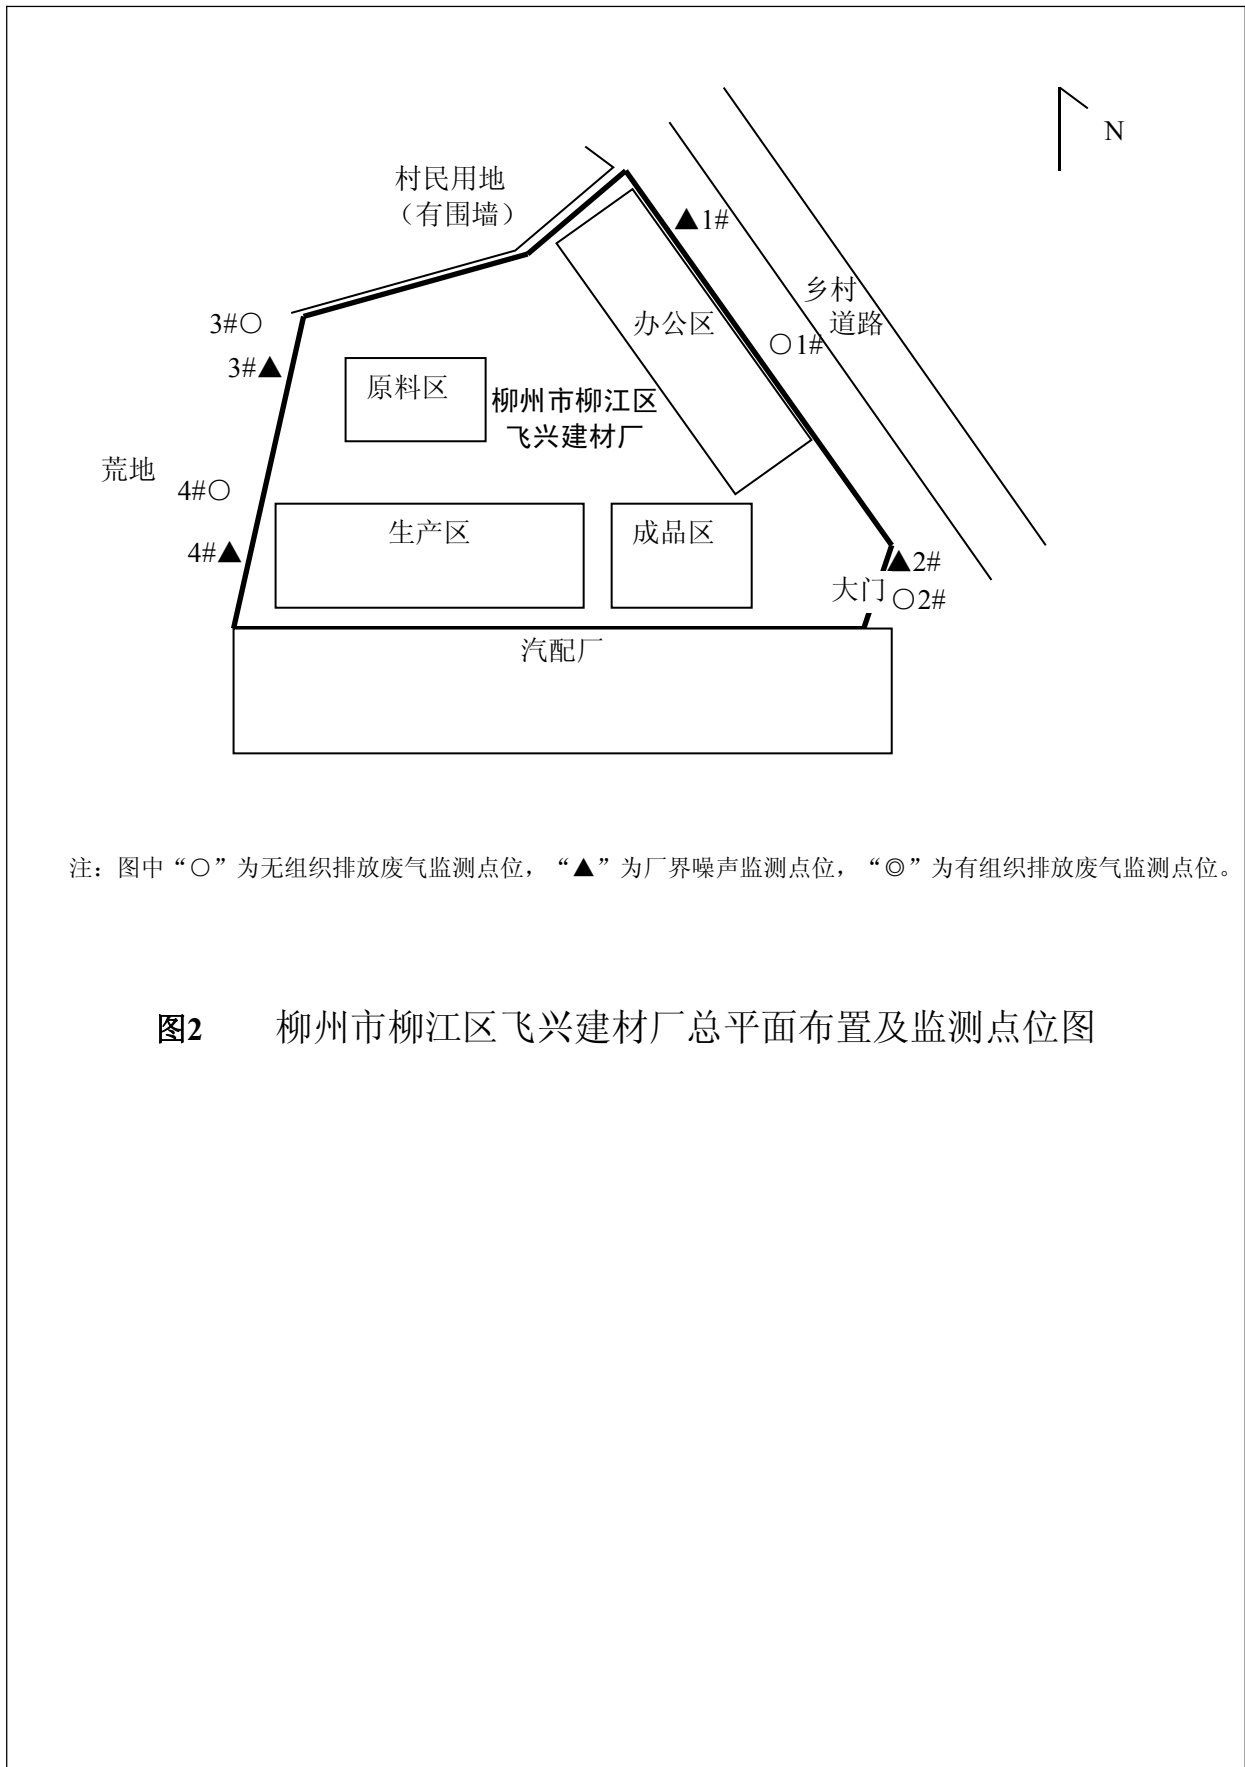 N
村民用地
（有围墙）
▲1#
乡村
道路
3#○
办公区
○1#
3#▲
原料区
柳州市柳江区
飞兴建材厂
荒地
4#○
生产区
成品区
4#▲
▲2#
大门
○2#
汽配厂
注：图中“○”为无组织排放废气监测点位，“▲”为厂界噪声监测点位，“◎”为有组织排放废气监测点位。
图2 柳州市柳江区飞兴建材厂总平面布置及监测点位图